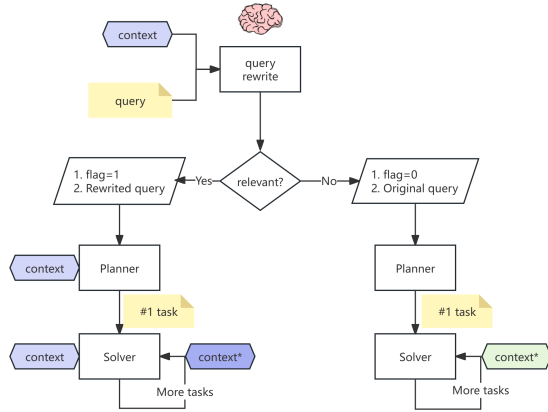 context
query
query
rewrite
relevant?
Yes
No
1. flag=1
2. Rewrited query
1. flag=0
2. Original query
context
Planner
Planner
#1 task
#1 task
context
Solver
context*
Solver
context*
More tasks
More tasks